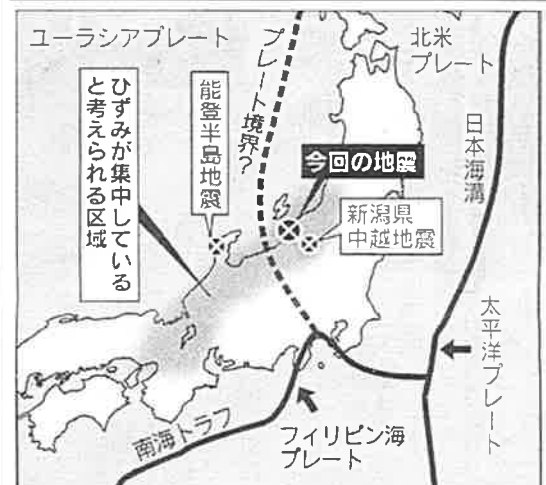 ユーラシアプレート
プレート境界?
北米
プレート
ひずみが集中している
と考えられる区域
能登半島地震
今回の地震
新潟県
中越地震
日本海溝
太平洋プレート
南海トラフ
フィリピン海
プレート